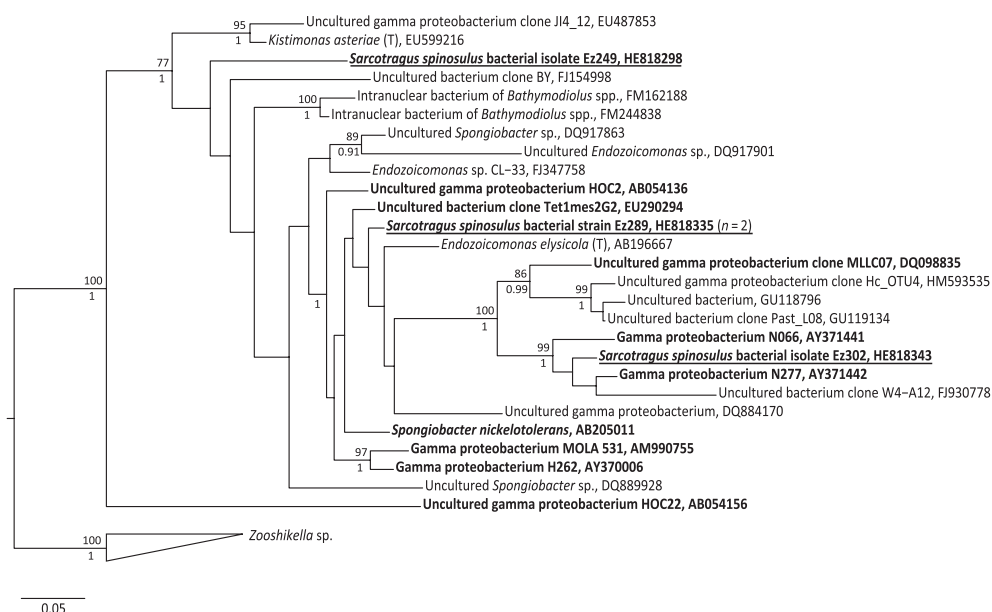 95
Uncultured gamma proteobacterium clone JI4_12, EU487853
1
Kistimonas asteriae (T), EU599216
77
1
Sarcotragus spinosulus bacterial isolate Ez249, HE818298
Uncultured bacterium clone BY, FJ154998
100
1
Intranuclear bacterium of Bathymodiolus spp., FM162188
Intranuclear bacterium of Bathymodiolus spp., FM244838
89
0.91
Uncultured Spongiobacter sp., DQ917863
Uncultured Endozoicomonas sp., DQ917901
Endozoicomonas sp. CL−33, FJ347758
Uncultured gamma proteobacterium HOC2, AB054136
Uncultured bacterium clone Tet1mes2G2, EU290294
Sarcotragus spinosulus bacterial strain Ez289, HE818335 (n = 2)
Endozoicomonas elysicola (T), AB196667
86
0.99
Uncultured gamma proteobacterium clone MLLC07, DQ098835
99
1
Uncultured gamma proteobacterium clone Hc_OTU4, HM593535
Uncultured bacterium, GU118796
Uncultured bacterium clone Past_L08, GU119134
100
1
100
1
1
99
1
Gamma proteobacterium N066, AY371441
Sarcotragus spinosulus bacterial isolate Ez302, HE818343
Gamma proteobacterium N277, AY371442
Uncultured bacterium clone W4−A12, FJ930778
Uncultured gamma proteobacterium, DQ884170
Spongiobacter nickelotolerans, AB205011
97
1
Gamma proteobacterium MOLA 531, AM990755
Gamma proteobacterium H262, AY370006
Uncultured Spongiobacter sp., DQ889928
Uncultured gamma proteobacterium HOC22, AB054156
100
1
Zooshikella sp.
0.05